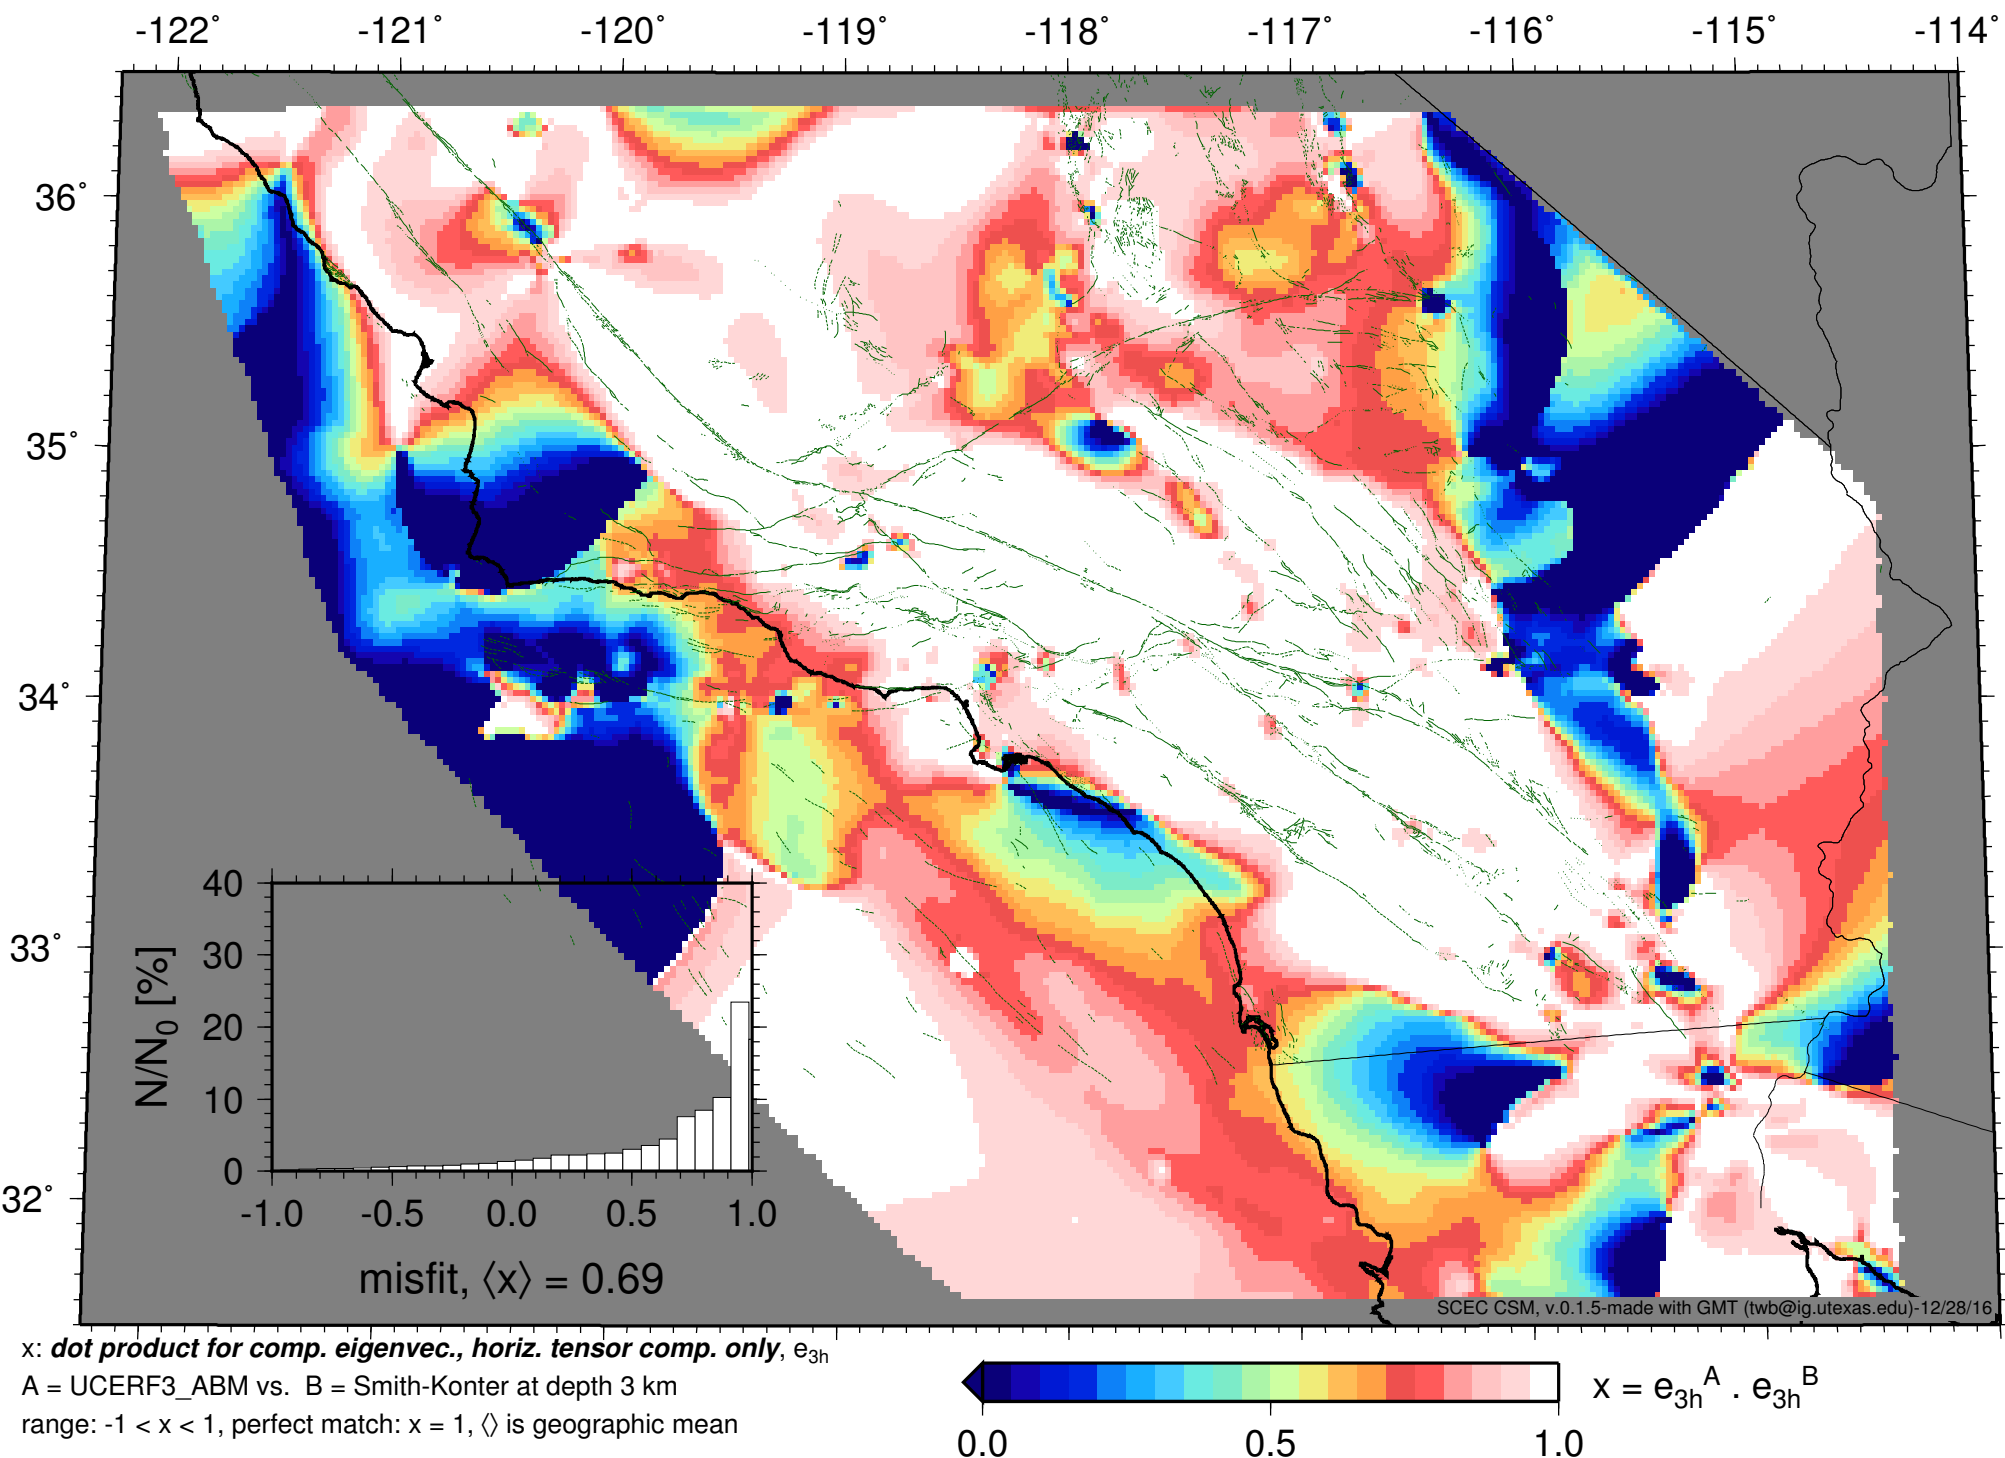 -122° -121° -120° -119° -118° -117° -116° -115° -114°
36°
35°
34°
33°
32°
40
30
20
10
0
N/N0 [%]
-1.0 -0.5 0.0 0.5 1.0
misfit, ⟨x⟩ = 0.69
SCEC CSM, v.0.1.5-made with GMT (twb@ig.utexas.edu)-12/28/16
x: dot product for comp. eigenvec., horiz. tensor comp. only, e3h
A = UCERF3_ABM vs. B = Smith-Konter at depth 3 km
range: -1 < x < 1, perfect match: x = 1, ⟨⟩ is geographic mean
x = e3hA . e3hB
0.0 0.5 1.0